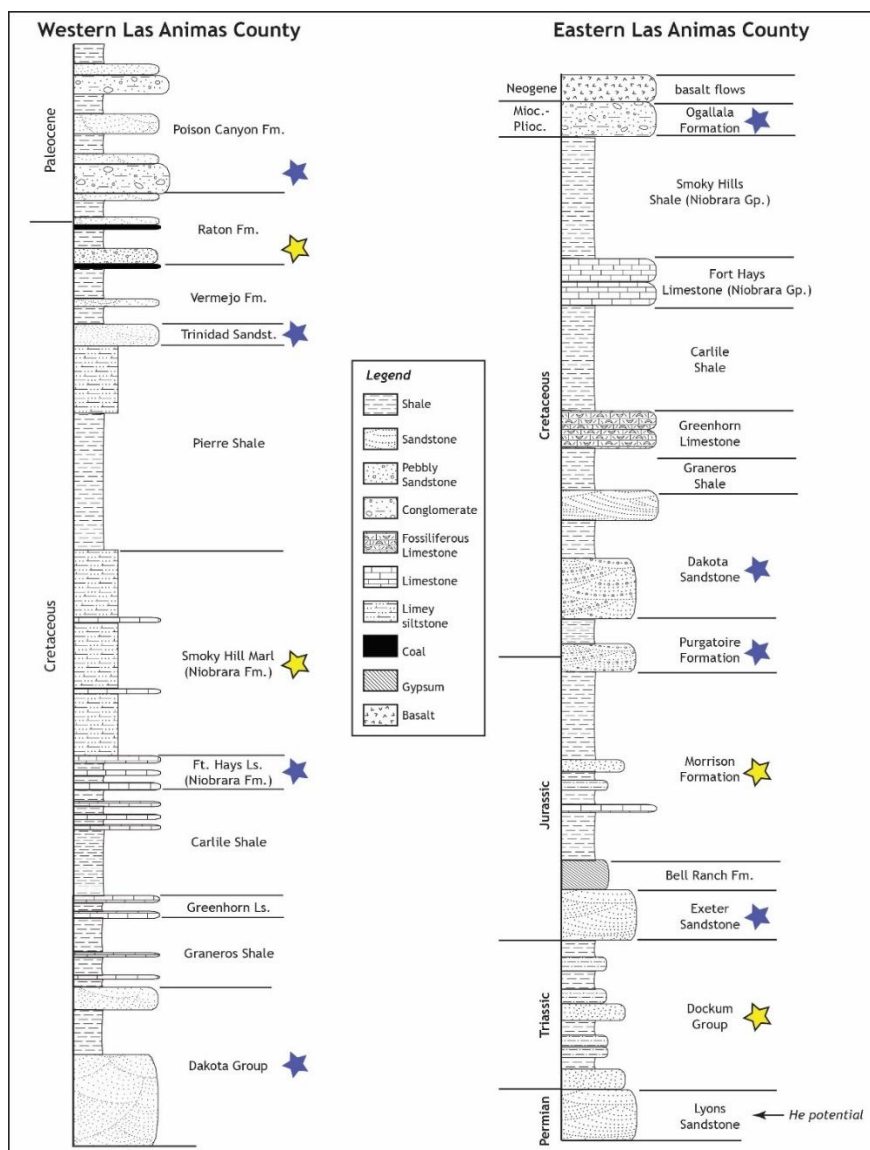 Western Las Animas County
Paleocene
Cretaceous
Poison Canyon Fm.
Raton Fm.
Vermejo Fm.
Trinidad Sandst.
Pierre Shale
Smoky Hill Marl
(Niobrara Fm.)
Ft. Hays Ls.
(Niobrara Fm.)
Carlile Shale
Greenhorn Ls.
Graneros Shale
Dakota Group
Legend
Shale
Sandstone
Pebbly
Sandstone
Conglomerate
Fossiliferous
Limestone
Limestone
Limey
siltstone
Coal
Gypsum
Basalt
Eastern Las Animas County
Neogene
Mioc.-
Plioc.
Cretaceous
Jurassic
Triassic
Permian
basalt flows
Ogallala
Formation
Smoky Hills
Shale (Niobrara Gp.)
Fort Hays
Limestone (Niobrara Gp.)
Carlile
Shale
Greenhorn
Limestone
Graneros
Shale
Dakota
Sandstone
Purgatoire
Formation
Morrison
Formation
Bell Ranch Fm.
Exeter
Sandstone
Dockum
Group
Lyons
Sandstone
He potential